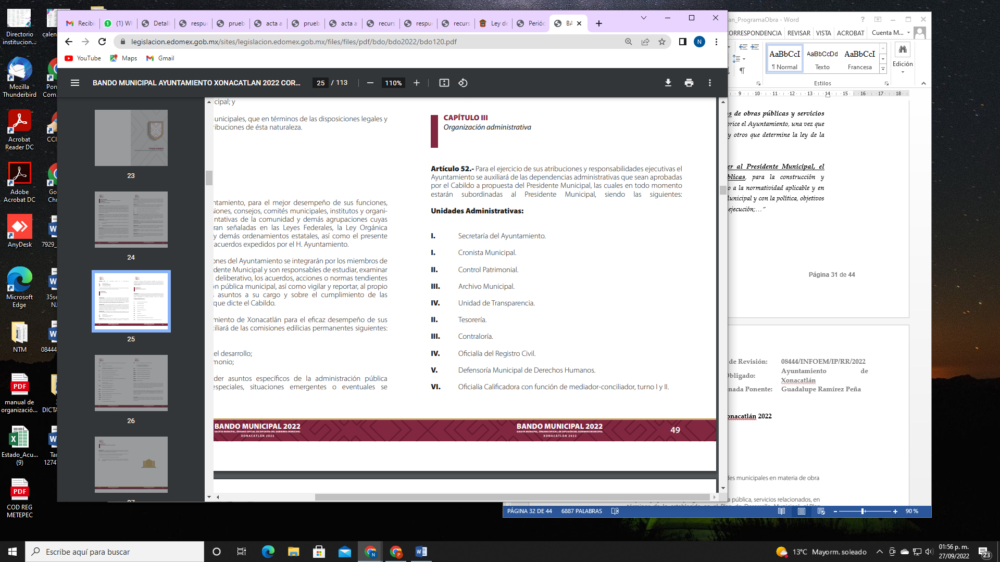 Directorio
institucion...
calen
Mozilla
Thunderbird
Pon
Com.
Acrobat
Reader DC
CCl
Adobe
Acrobat DC
Go
Chr
AnyDesk
7929_
Microsoft
Edge
35se
NJ
NTM
08444
manual de
organizació...
DICTA
Estado_Acu...
(9)
Tar
1274
COD REG
METEPEC
Recibi
(1) Wh
Detall
respue
prueb
acta a
prueb
acta a
recurs
respue
recurs
Ley de
Periód
BA
legislacion.edomex.gob.mx/sites/legislacion.edomex.gob.mx/files/files/pdf/bdo/bdo2022/bdo120.pdf
N
YouTube
Maps
Gmail
BANDO MUNICIPAL AYUNTAMIENTO XONACATLAN 2022 COR...
25 / 113
110%
23
24
25
26
27
cipal; y
unicipales, que en términos de las disposiciones legales y
ribuciones de ésta naturaleza.
ntamiento, para el mejor desempeño de sus funciones,
siones, consejos, comités municipales, institutos y organi-
ntativas de la comunidad y demás agrupaciones cuyas
ran señaladas en las Leyes Federales, la Ley Orgánica
y demás ordenamientos estatales, así como el presente
acuerdos expedidos por el H. Ayuntamiento.
ones del Ayuntamiento se integrarán por los miembros de
dente Municipal y son responsables de estudiar, examinar
deliberativo, los acuerdos, acciones o normas tendientes
ón pública municipal, así como vigilar y reportar, al propio
s asuntos a su cargo y sobre el cumplimiento de las
que dicte el Cabildo.
miento de Xonacatlán para el eficaz desempeño de sus
xiliará de las comisiones edilicias permanentes siguientes:
el desarrollo;
monio;
der asuntos específicos de la administración pública
especiales, situaciones emergentes o eventuales se
CAPÍTULO III
Organización administrativa
Artículo 52.- Para el ejercicio de sus atribuciones y responsabilidades ejecutivas el
Ayuntamiento se auxiliará de las dependencias administrativas que sean aprobadas
por el Cabildo a propuesta del Presidente Municipal, las cuales en todo momento
estarán subordinadas al Presidente Municipal, siendo las siguientes:
Unidades Administrativas:
I. Secretaría del Ayuntamiento.
I. Cronista Municipal.
II. Control Patrimonial.
III. Archivo Municipal.
IV. Unidad de Transparencia.
II. Tesorería.
III. Contraloría.
IV. Oficialía del Registro Civil.
V. Defensoría Municipal de Derechos Humanos.
VI. Oficialía Calificadora con función de mediador-conciliador, turno I y II.
BANDO MUNICIPAL 2022
GACETA MUNICIPAL, ÓRGANO OFICIAL DE DIFUSIÓN DEL GOBIERNO MUNICIPAL
XONACATLÁN 2022
BANDO MUNICIPAL 2022
GACETA MUNICIPAL, ÓRGANO OFICIAL DE DIFUSIÓN DEL GOBIERNO MUNICIPAL
XONACATLÁN 2022
49
an_ProgramaObra - Word
ORRESPONDENCIA
REVISAR
VISTA
ACROBAT
Cuenta M...
AaBbCcI
¶ Normal
AaBbCcDd
Texto
AaBbCcI
Francesa
Edición
Estilos
9 10 11 12 13 14 15 16 17 18
s de obras públicas y servicios
orice el Ayuntamiento, una vez que
y otros que determine la ley de la
er al Presidente Municipal, el
blicas, para la construcción y
o a la normatividad aplicable y en
Municipal y con la política, objetivos
ejecución;…"
Página 31 de 44
de Revisión: 08444/INFOEM/IP/RR/2022
Obligado: Ayuntamiento de
Xonacatlán
nada Ponente: Guadalupe Ramírez Peña
onacatlán 2022
des municipales en materia de obra
a pública, servicios relacionados, en
PÁGINA 32 DE 44
6887 PALABRAS
90 %
Escribe aquí para buscar
N
P
13°C Mayorm. soleado
01:56 p. m.
27/09/2022
23